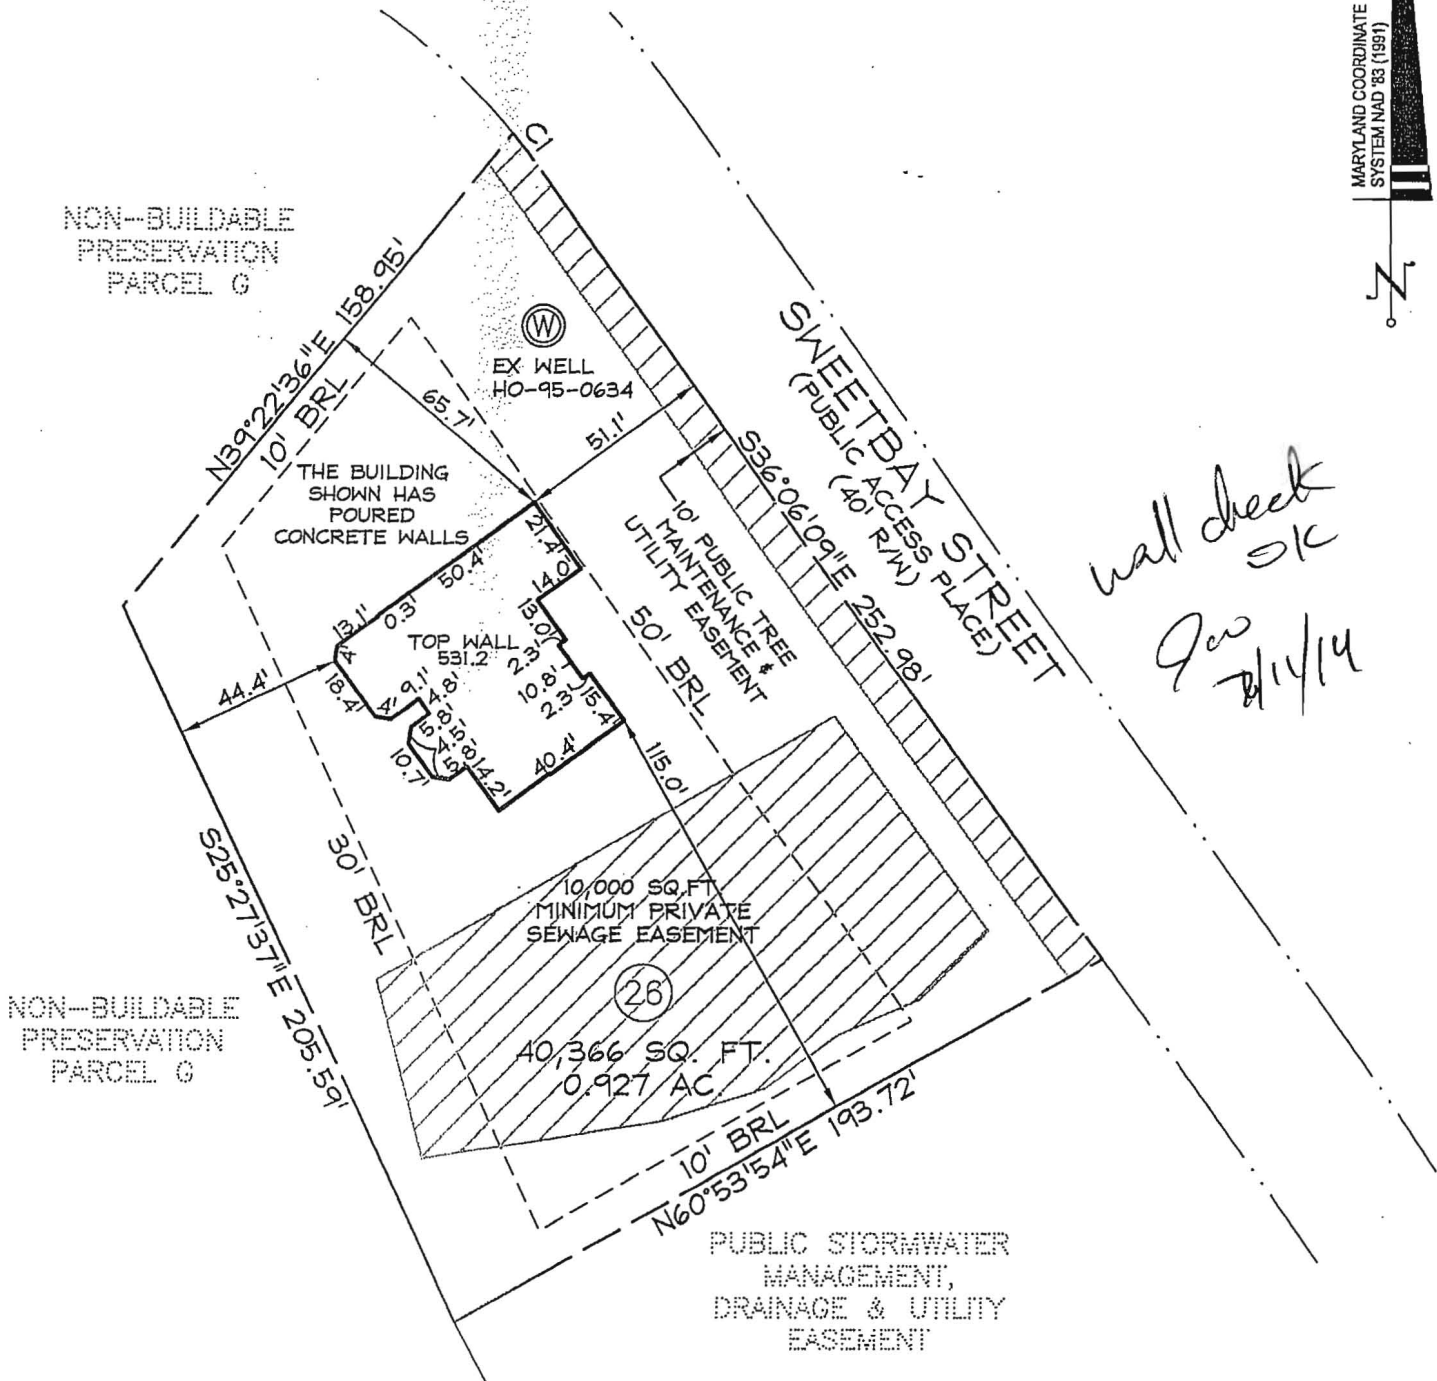 MARYLAND COORDINATE
SYSTEM NAD '83 (1991)
N
C1
NON-BUILDABLE
PRESERVATION
PARCEL G
N39°22'36"E 158.95'
10' BRL
W
EX WELL
HO-95-0634
65.7'
51.1'
SWEETBAY STREET
(PUBLIC ACCESS PLACE)
(40' R/W)
S36°06'09"E 252.98'
10' PUBLIC TREE
MAINTENANCE &
UTILITY EASEMENT
THE BUILDING
SHOWN HAS
POURED
CONCRETE WALLS
wall check
OK
7/11/14
50.4'
21.4'
14.0'
13.0'
2.3'
10.8'
2.3'
15.4'
13.1'
0.3'
4'
TOP WALL
531.2
18.4'
4'
9.1'
4.8'
5.8'
4.5'
5.8'
10.7'
14.2'
40.4'
44.4'
50' BRL
115.0'
30' BRL
S25°27'37"E 205.59'
10,000 SQ.FT.
MINIMUM PRIVATE
SEWAGE EASEMENT
26
40,366 SQ. FT.
0.927 AC.
NON-BUILDABLE
PRESERVATION
PARCEL G
10' BRL
N60°53'54"E 193.72'
PUBLIC STORMWATER
MANAGEMENT,
DRAINAGE & UTILITY
EASEMENT